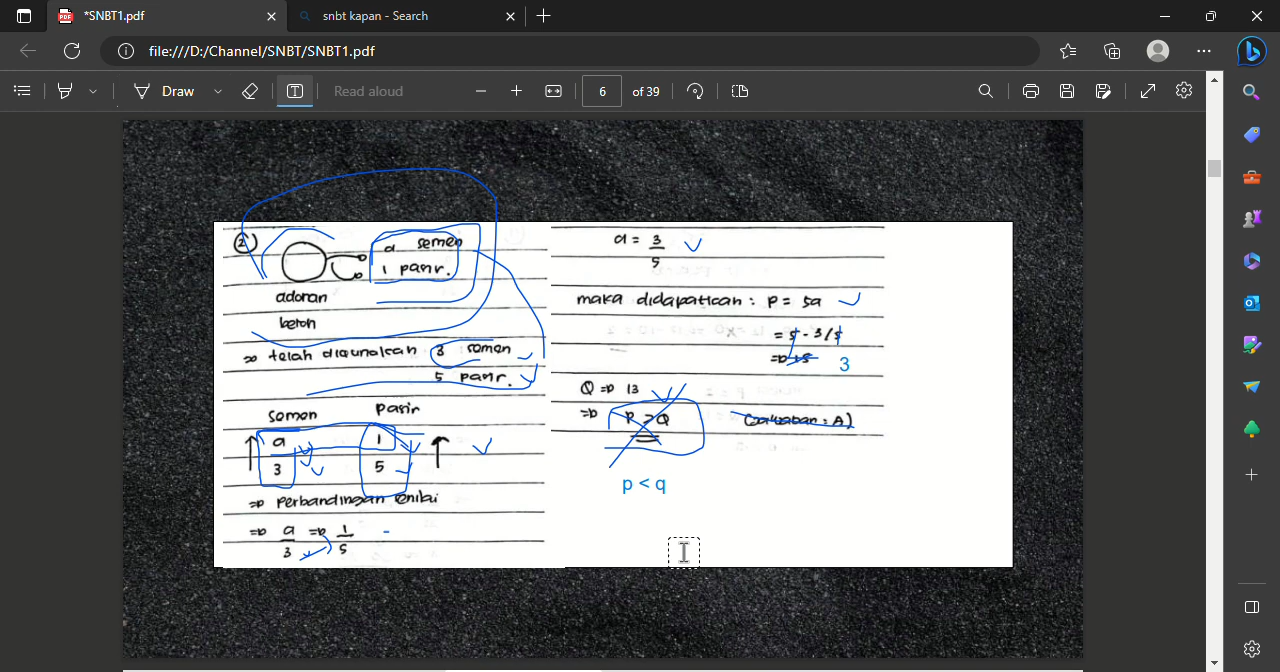 *SNBT1.pdf
snbt kapan - Search
file:///D:/Channel/SNBT/SNBT1.pdf
Draw
Read aloud
6
of 39
2
a semen
1 pasir.
adonan
beton
=> telah digunakan 3 semen
5 pasir.
Semen Pasir
a 1
3 5
=> Perbandingan senilai
=> a/3 => 1/5
a = 3/5
maka didapatkan : P = 5a
= 5 - 3/5
3
Q => 13
=> P > Q
(Jawaban : A)
p < q